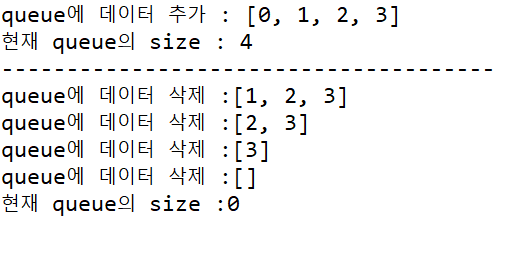 queue에 데이터 추가 : [0, 1, 2, 3]
현재 queue의 size : 4
--------------------------------------
queue에 데이터 삭제 :[1, 2, 3]
queue에 데이터 삭제 :[2, 3]
queue에 데이터 삭제 :[3]
queue에 데이터 삭제 :[]
현재 queue의 size :0